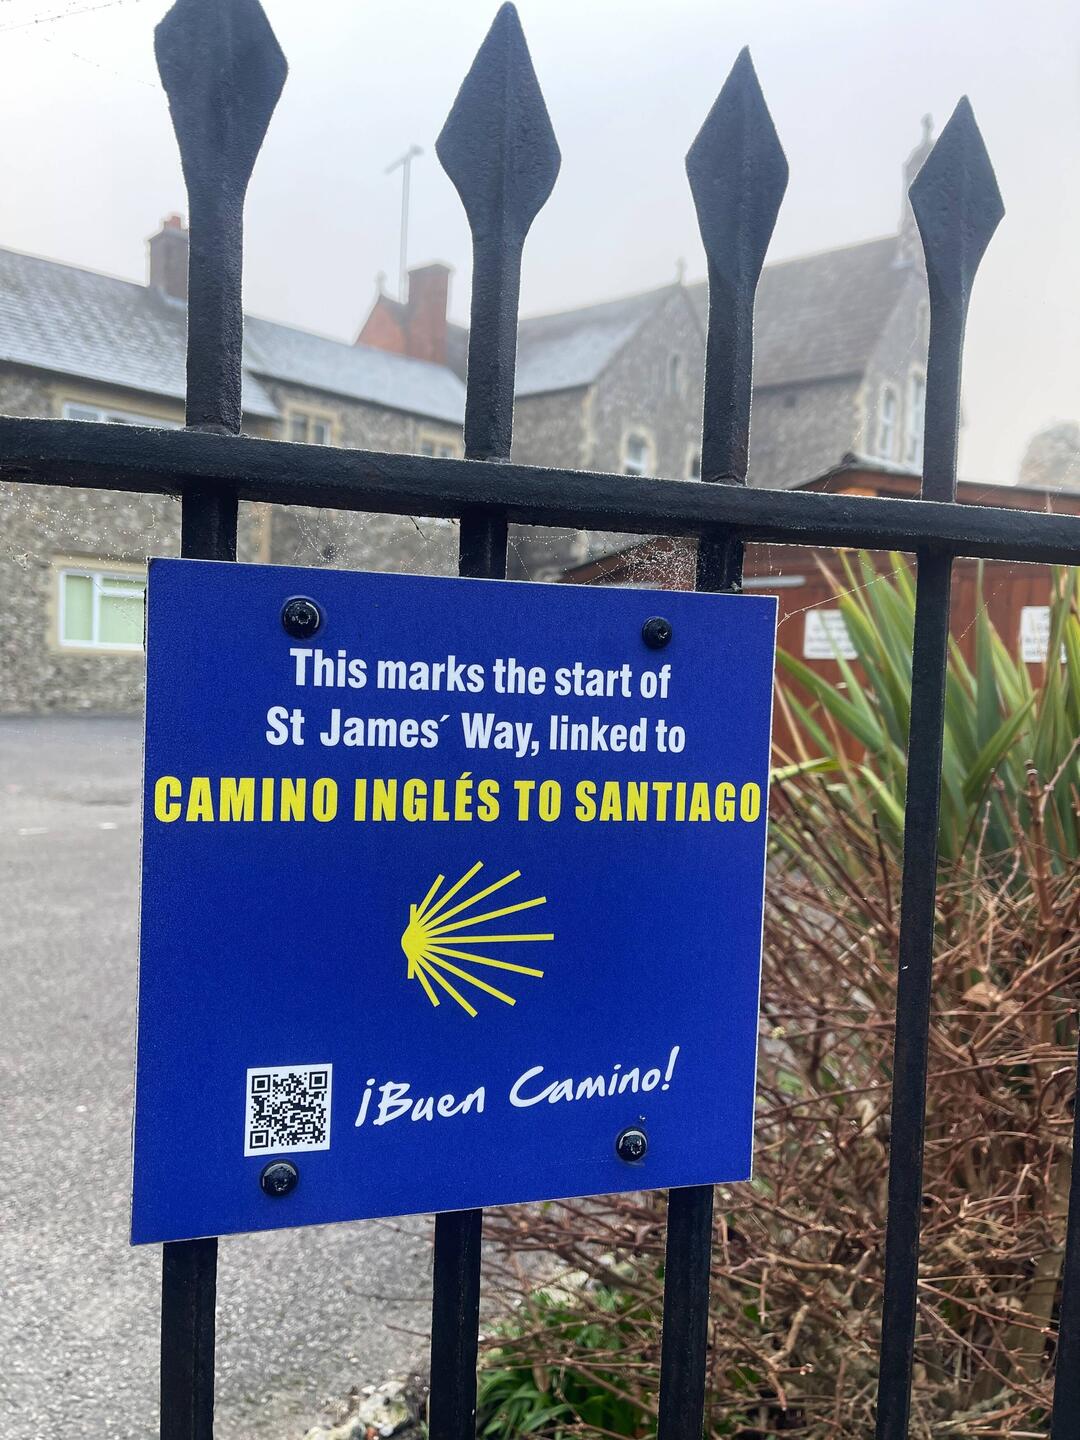 This marks the start of
St James´ Way, linked to
CAMINO INGLÉS TO SANTIAGO
¡Buen Camino!